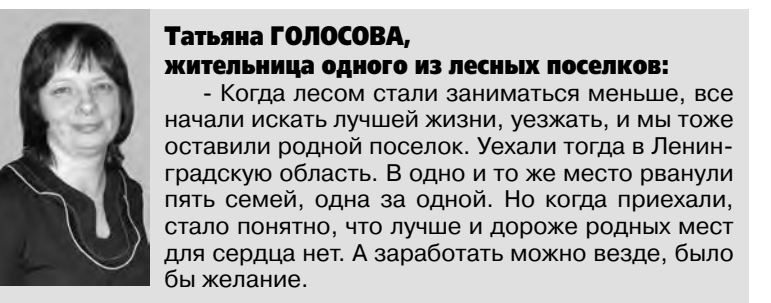 Татьяна ГОЛОСОВА,
жительница одного из лесных поселков:
- Когда лесом стали заниматься меньше, все
начали искать лучшей жизни, уезжать, и мы тоже
оставили родной поселок. Уехали тогда в Ленин-
градскую область. В одно и то же место рванули
пять семей, одна за одной. Но когда приехали,
стало понятно, что лучше и дороже родных мест
для сердца нет. А заработать можно везде, было
бы желание.